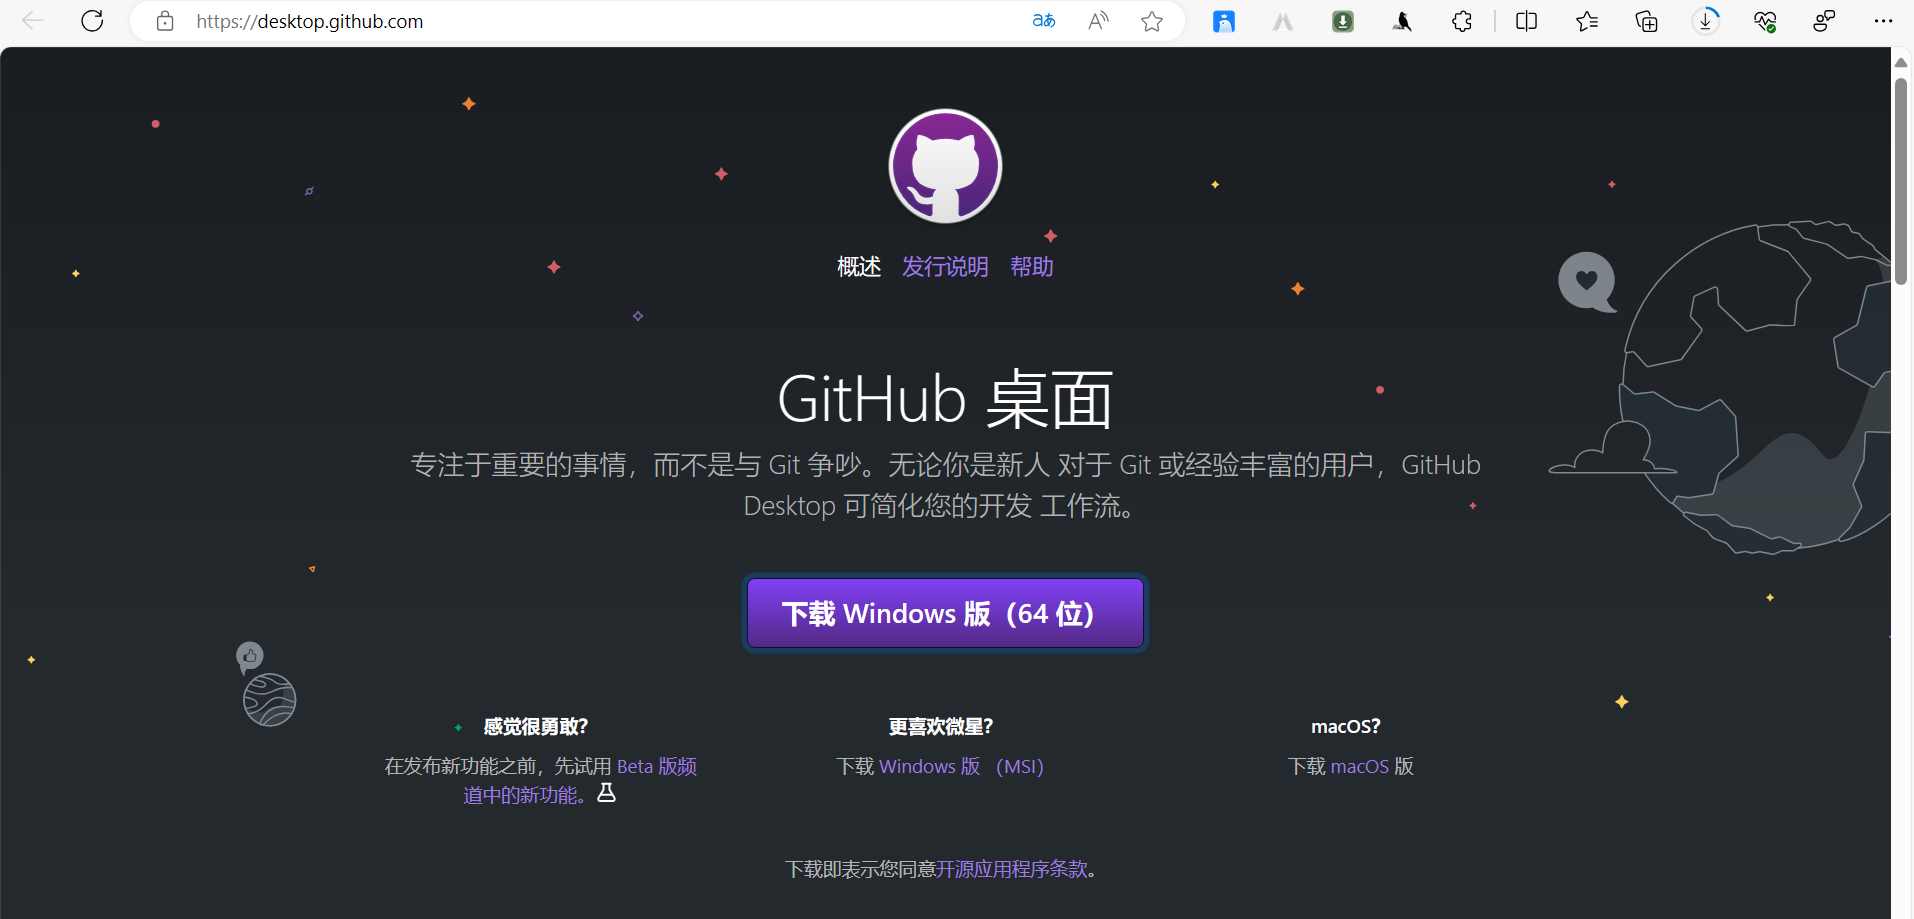 https://desktop.github.com
概述 发行说明 帮助
GitHub 桌面
专注于重要的事情，而不是与 Git 争吵。无论你是新人 对于 Git 或经验丰富的用户，GitHub
Desktop 可简化您的开发 工作流。
下载 Windows 版（64 位）
感觉很勇敢？
在发布新功能之前，先试用 Beta 版频
道中的新功能。
更喜欢微星？
下载 Windows 版 （MSI）
macOS？
下载 macOS 版
下载即表示您同意开源应用程序条款。